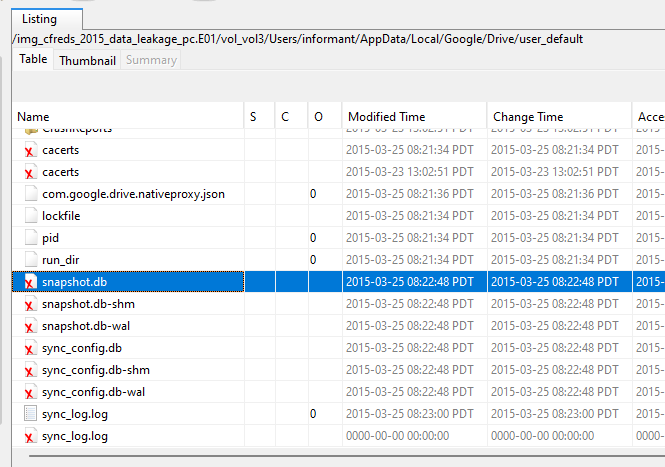 Listing
/img_cfreds_2015_data_leakage_pc.E01/vol_vol3/Users/informant/AppData/Local/Google/Drive/user_default
Table Thumbnail Summary
Name S C O Modified Time Change Time Acces
CrashReports 2015-03-25 13:02:51 PDT 2015-03-25 13:02:51 PDT 2015-
cacerts 2015-03-25 08:21:34 PDT 2015-03-25 08:21:34 PDT 2015-
cacerts 2015-03-23 13:02:51 PDT 2015-03-23 13:02:51 PDT 2015-
com.google.drive.nativeproxy.json 0 2015-03-25 08:21:36 PDT 2015-03-25 08:21:36 PDT 2015-
lockfile 2015-03-25 08:21:34 PDT 2015-03-25 08:21:34 PDT 2015-
pid 0 2015-03-25 08:21:34 PDT 2015-03-25 08:21:34 PDT 2015-
run_dir 0 2015-03-25 08:21:34 PDT 2015-03-25 08:21:34 PDT 2015-
snapshot.db 2015-03-25 08:22:48 PDT 2015-03-25 08:22:48 PDT 2015-
snapshot.db-shm 2015-03-25 08:22:48 PDT 2015-03-25 08:22:48 PDT 2015-
snapshot.db-wal 2015-03-25 08:22:48 PDT 2015-03-25 08:22:48 PDT 2015-
sync_config.db 2015-03-25 08:22:48 PDT 2015-03-25 08:22:48 PDT 2015-
sync_config.db-shm 2015-03-25 08:22:48 PDT 2015-03-25 08:22:48 PDT 2015-
sync_config.db-wal 2015-03-25 08:22:48 PDT 2015-03-25 08:22:48 PDT 2015-
sync_log.log 0 2015-03-25 08:23:00 PDT 2015-03-25 08:23:00 PDT 2015-
sync_log.log 0000-00-00 00:00:00 0000-00-00 00:00:00 0000-